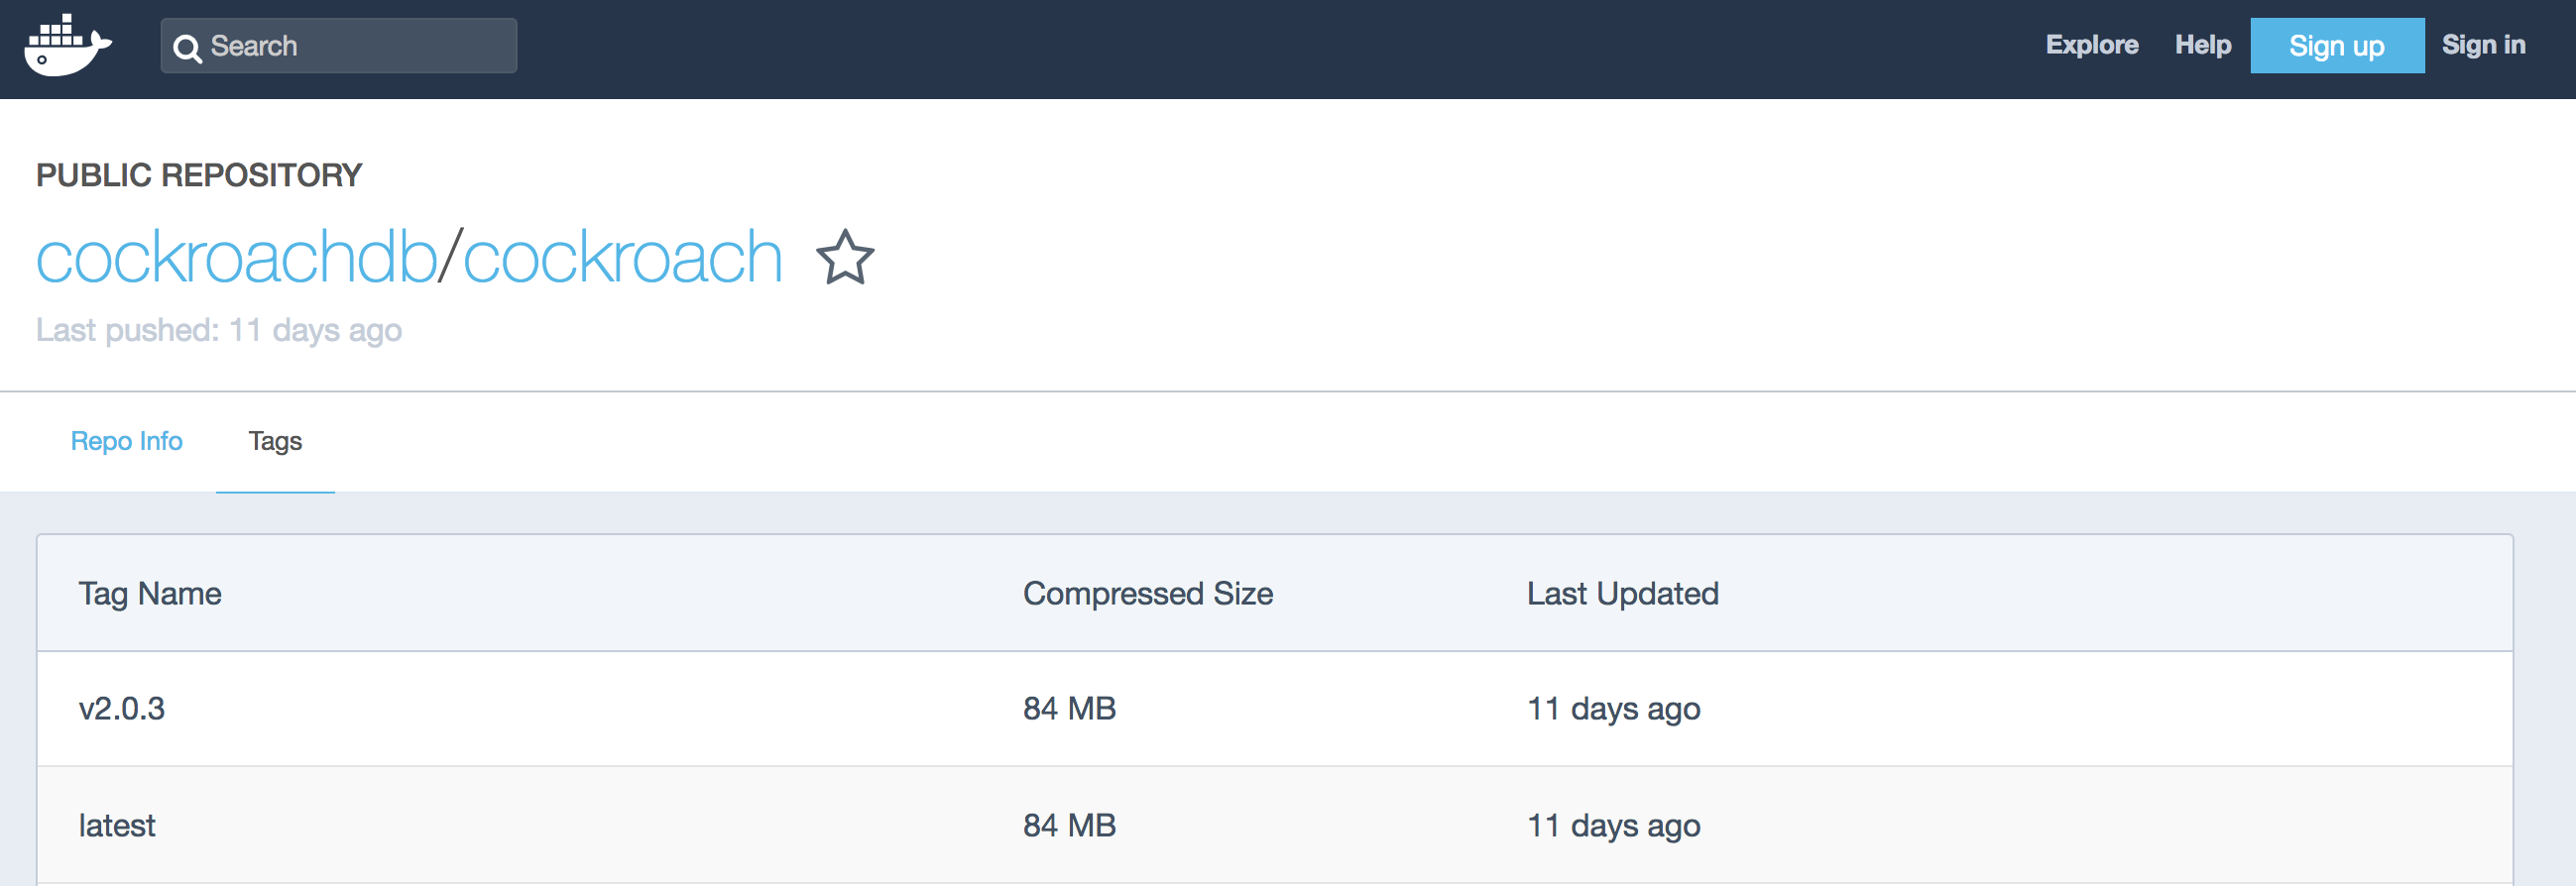 Search Explore Help Sign up Sign in
PUBLIC REPOSITORY
cockroachdb/cockroach
Last pushed: 11 days ago
Repo Info Tags
Tag Name Compressed Size Last Updated
v2.0.3 84 MB 11 days ago
latest 84 MB 11 days ago